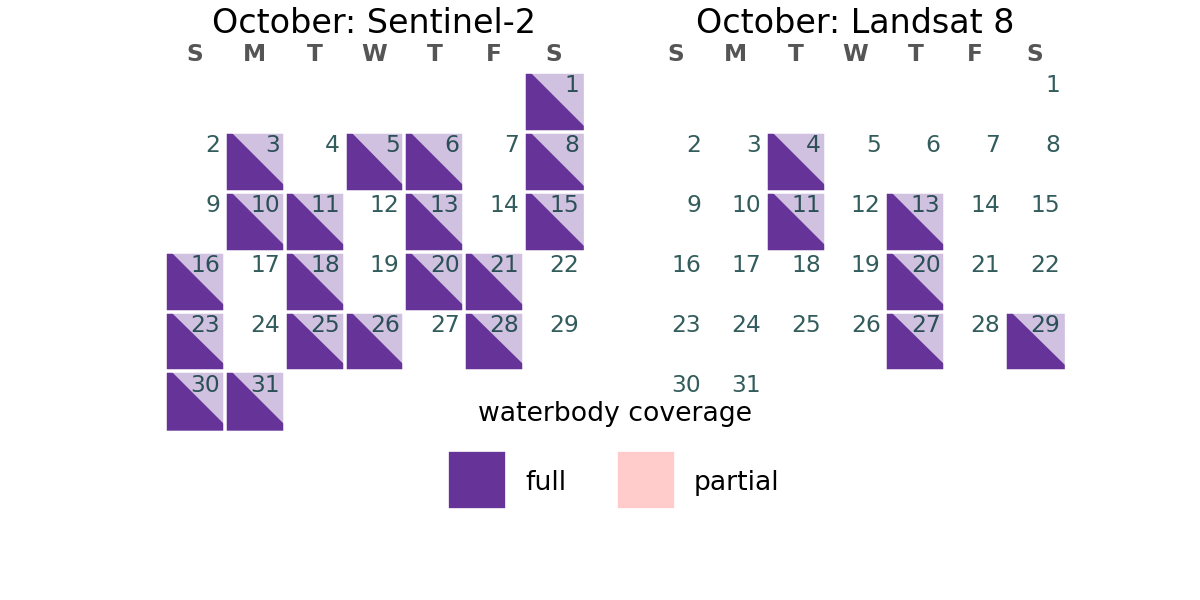 October: Sentinel-2
S M T W T F S
1
2 3 4 5 6 7 8
9 10 11 12 13 14 15
16 17 18 19 20 21 22
23 24 25 26 27 28 29
30 31
October: Landsat 8
S M T W T F S
1
2 3 4 5 6 7 8
9 10 11 12 13 14 15
16 17 18 19 20 21 22
23 24 25 26 27 28 29
30 31
waterbody coverage
full partial